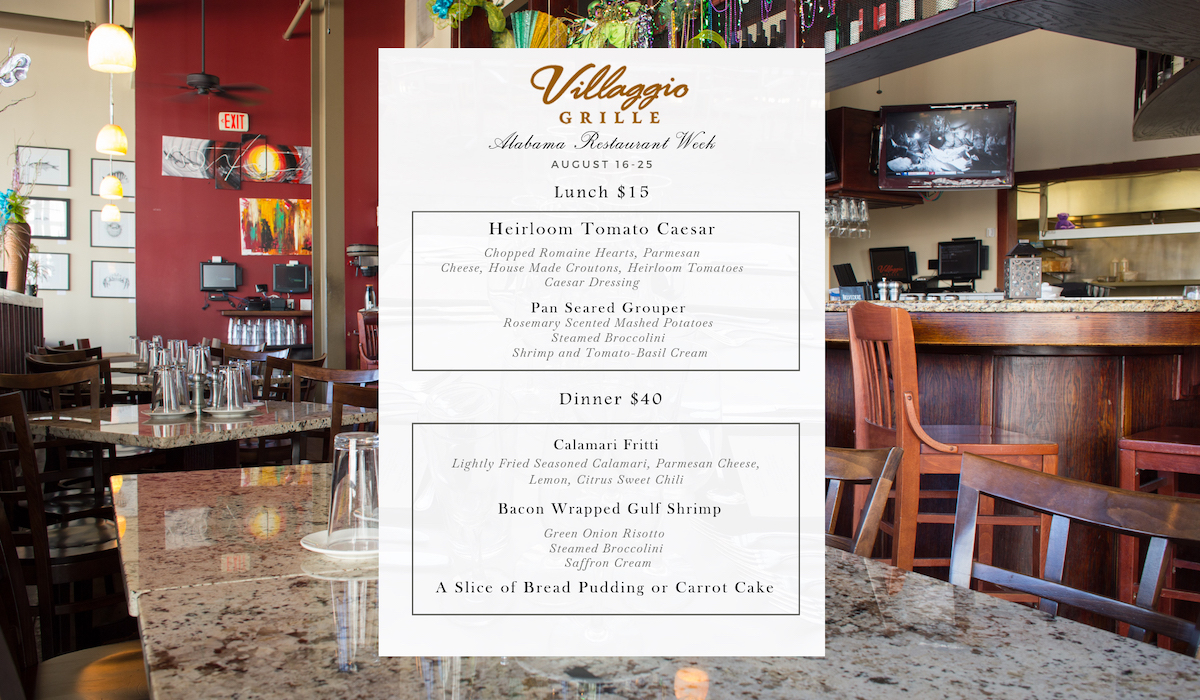 EXIT
Villaggio
GRILLE
Alabama Restaurant Week
AUGUST 16-25
Lunch $15
Heirloom Tomato Caesar
Chopped Romaine Hearts, Parmesan
Cheese, House Made Croutons, Heirloom Tomatoes
Caesar Dressing
Pan Seared Grouper
Rosemary Scented Mashed Potatoes
Steamed Broccolini
Shrimp and Tomato-Basil Cream
Dinner $40
Calamari Fritti
Lightly Fried Seasoned Calamari, Parmesan Cheese,
Lemon, Citrus Sweet Chili
Bacon Wrapped Gulf Shrimp
Green Onion Risotto
Steamed Broccolini
Saffron Cream
A Slice of Bread Pudding or Carrot Cake
Villaggio